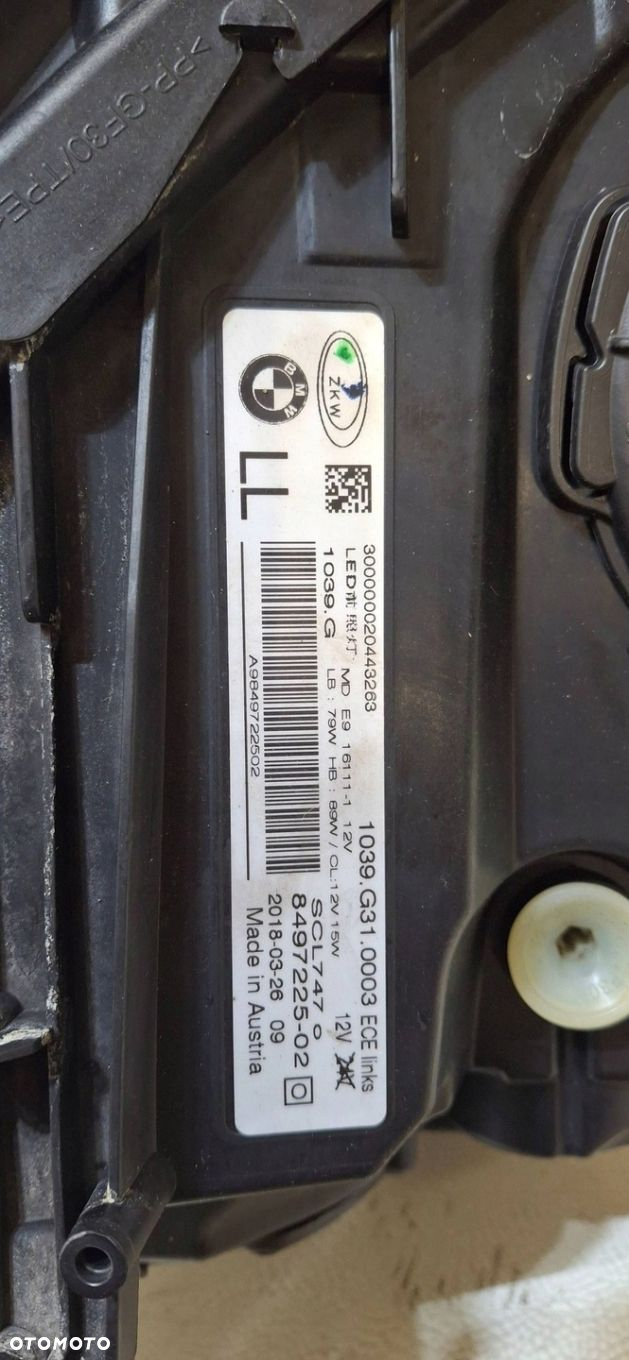 >PP-GF30/TPE-
BMW
ZKW
LL
300000020443263
1039.G31.0003 ECE links
LED前照灯. MD E9 16111-1 12V
12V 24V
1039.G
LB : 79W HB : 89W / CL:12V 15W
SCL747 0
8497225-02 C
2018-03-26 09
Made in Austria
A9849722502
OTOMOTO